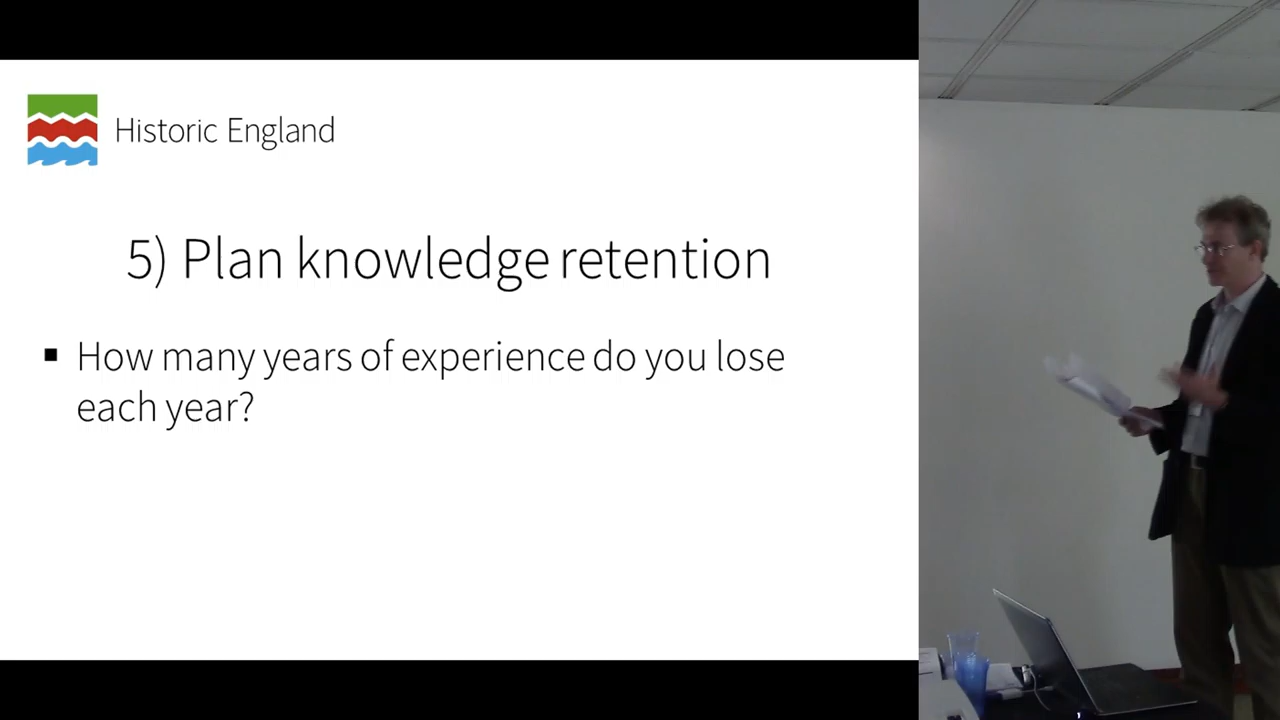 Historic England
5) Plan knowledge retention
▪ How many years of experience do you lose
each year?